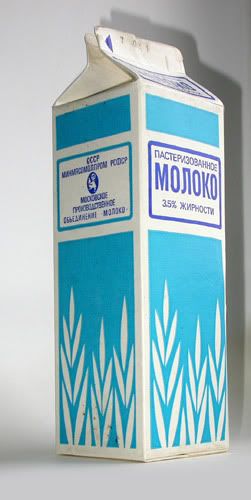 СССР
МИНМЯСОМОЛПРОМ РСФСР
МОСКОВСКОЕ
ПРОИЗВОДСТВЕННОЕ
ОБЪЕДИНЕНИЕ «МОЛОКО»
ПАСТЕРИЗОВАННОЕ
МОЛОКО
3.5% ЖИРНОСТИ